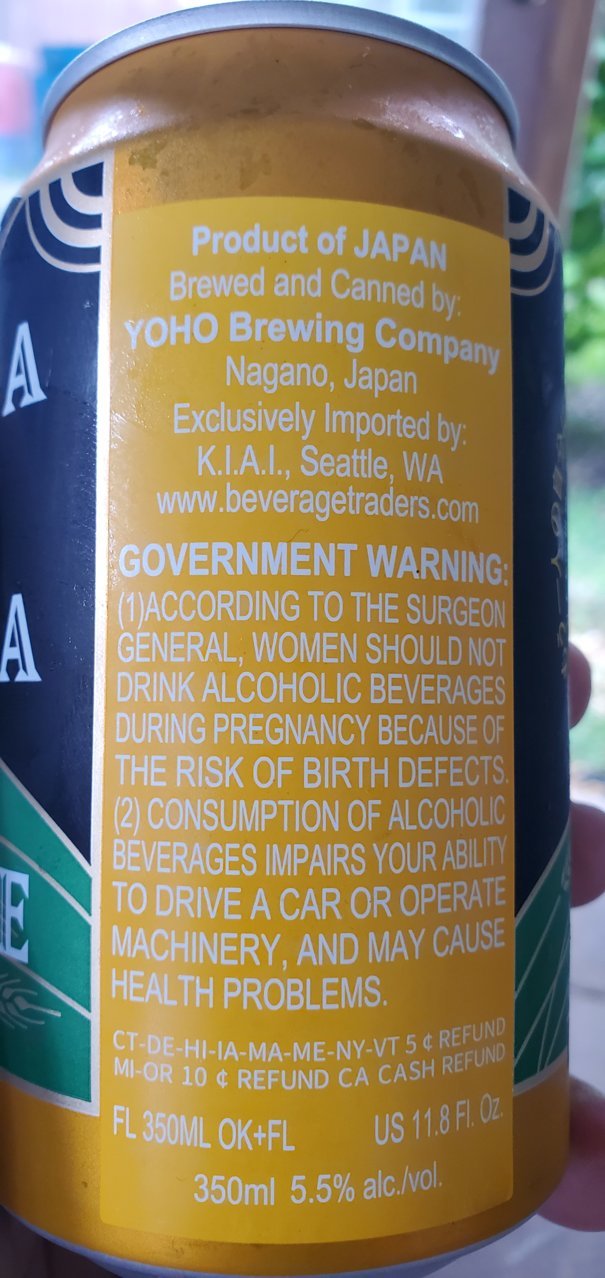 Product of JAPAN
Brewed and Canned by:
YOHO Brewing Company
Nagano, Japan
Exclusively Imported by:
K.I.A.I., Seattle, WA
www.beveragetraders.com
GOVERNMENT WARNING:
(1)ACCORDING TO THE SURGEON
GENERAL, WOMEN SHOULD NOT
DRINK ALCOHOLIC BEVERAGES
DURING PREGNANCY BECAUSE OF
THE RISK OF BIRTH DEFECTS.
(2) CONSUMPTION OF ALCOHOLIC
BEVERAGES IMPAIRS YOUR ABILITY
TO DRIVE A CAR OR OPERATE
MACHINERY, AND MAY CAUSE
HEALTH PROBLEMS.
CT-DE-HI-IA-MA-ME-NY-VT 5 ¢ REFUND
MI-OR 10 ¢ REFUND CA CASH REFUND
FL 350ML OK+FL US 11.8 Fl. Oz.
350ml 5.5% alc./vol.
A
A
E